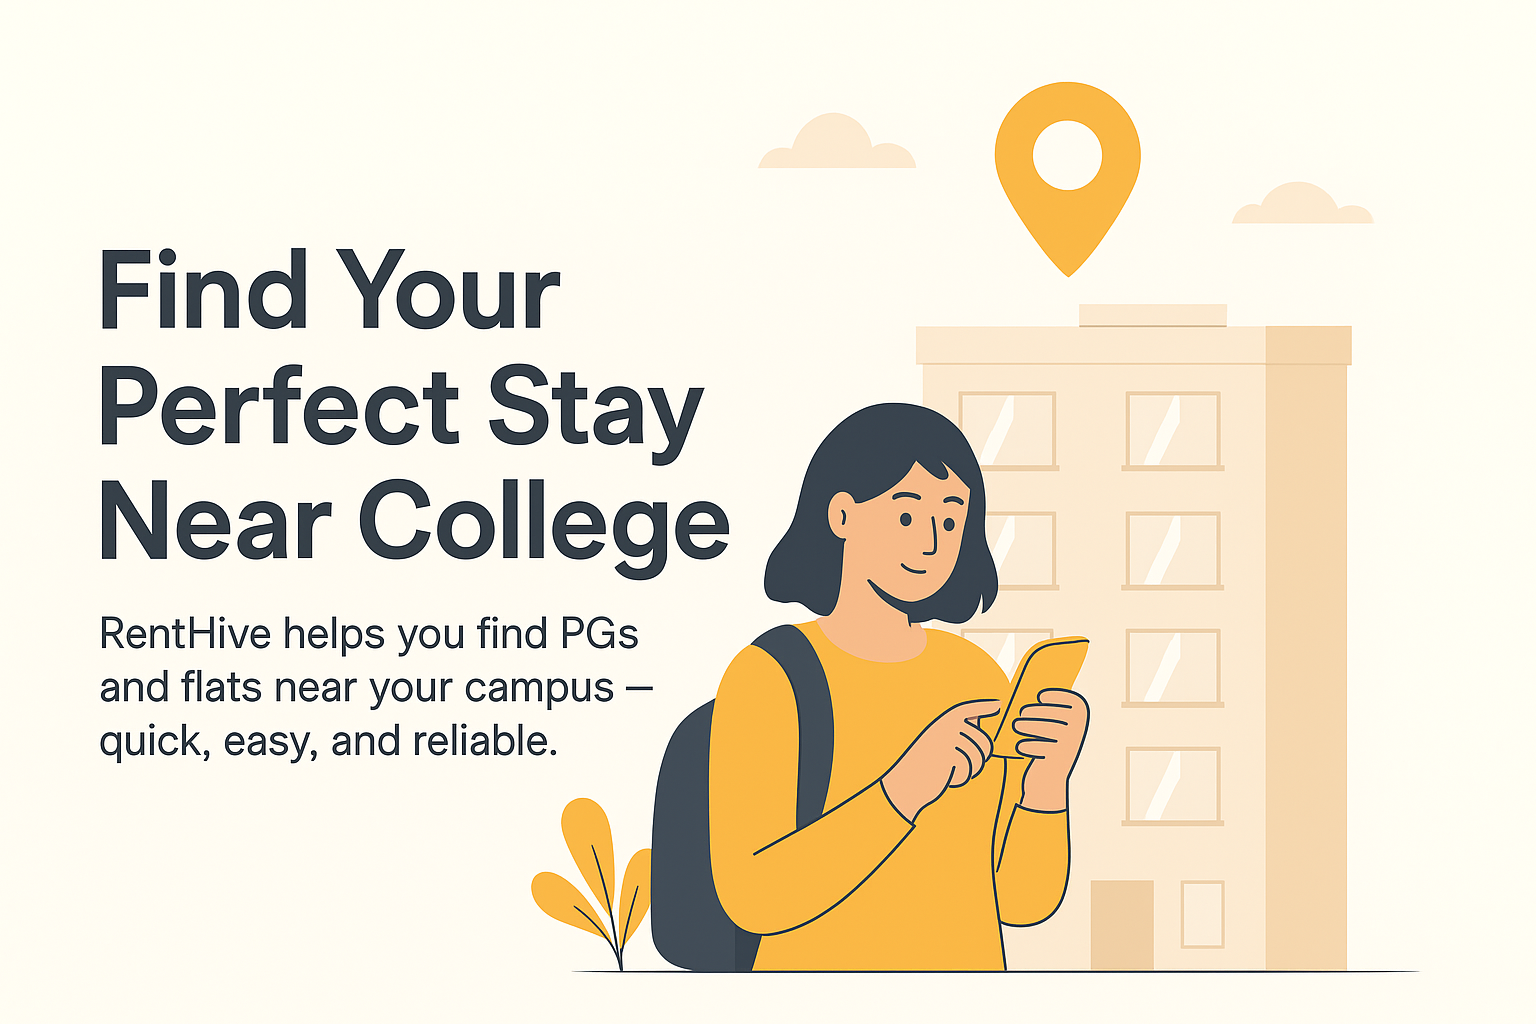 Find Your
Perfect Stay
Near College
RentHive helps you find PGs
and flats near your campus –
quick, easy, and reliable.